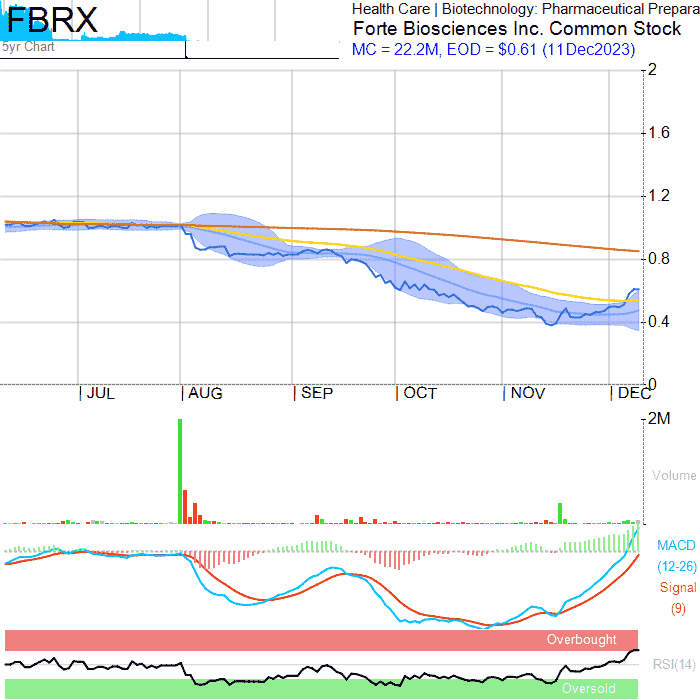 FBRX
5yr Chart
Health Care | Biotechnology: Pharmaceutical Prepara
Forte Biosciences Inc. Common Stock
MC = 22.2M, EOD = $0.61 (11Dec2023)
2
1.6
1.2
0.8
0.4
0
JUL AUG SEP OCT NOV DEC
2M
Volume
MACD
(12-26)
Signal
(9)
Overbought
RSI(14)
Oversold